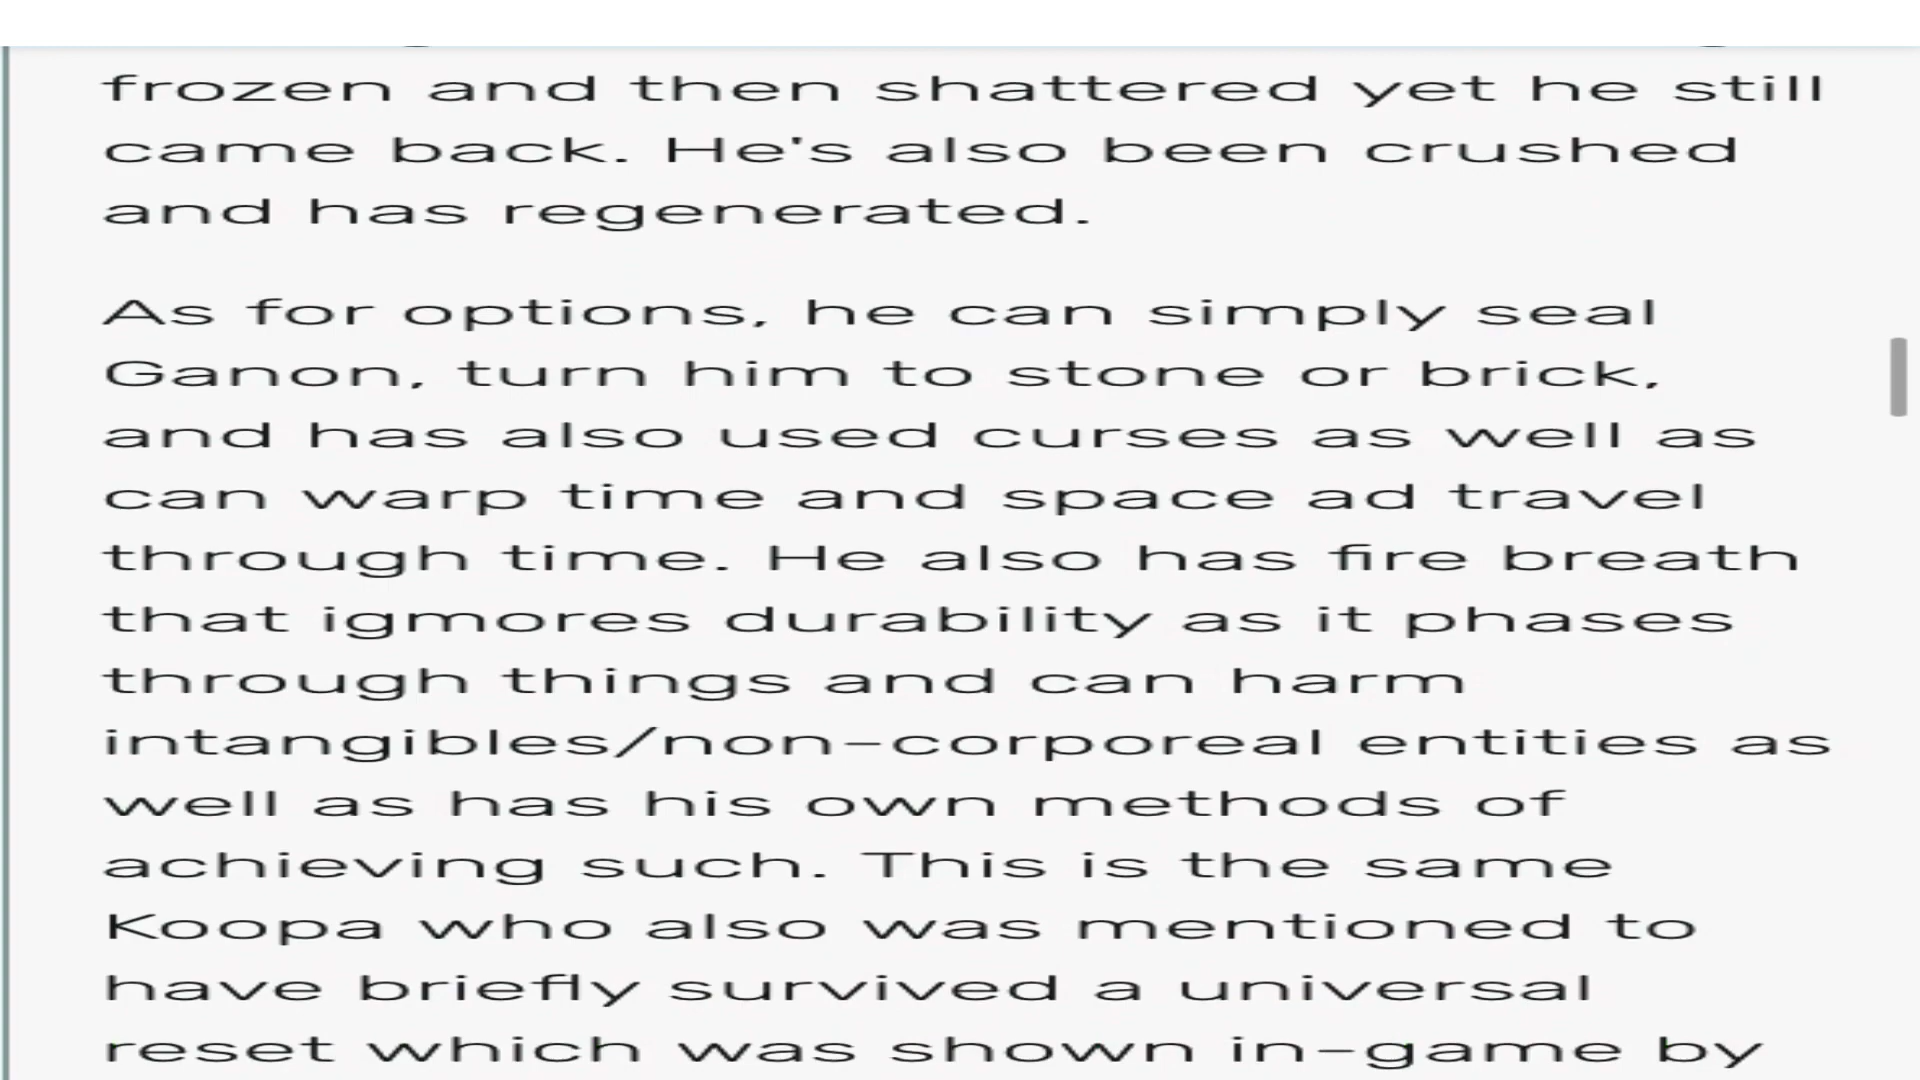 frozen and then shattered yet he still
came back. He's also been crushed
and has regenerated.
As for options, he can simply seal
Ganon, turn him to stone or brick,
and has also used curses as well as
can warp time and space ad travel
through time. He also has fire breath
that igmores durability as it phases
through things and can harm
intangibles/non-corporeal entities as
well as has his own methods of
achieving such. This is the same
Koopa who also was mentioned to
have briefly survived a universal
reset which was shown in-game by